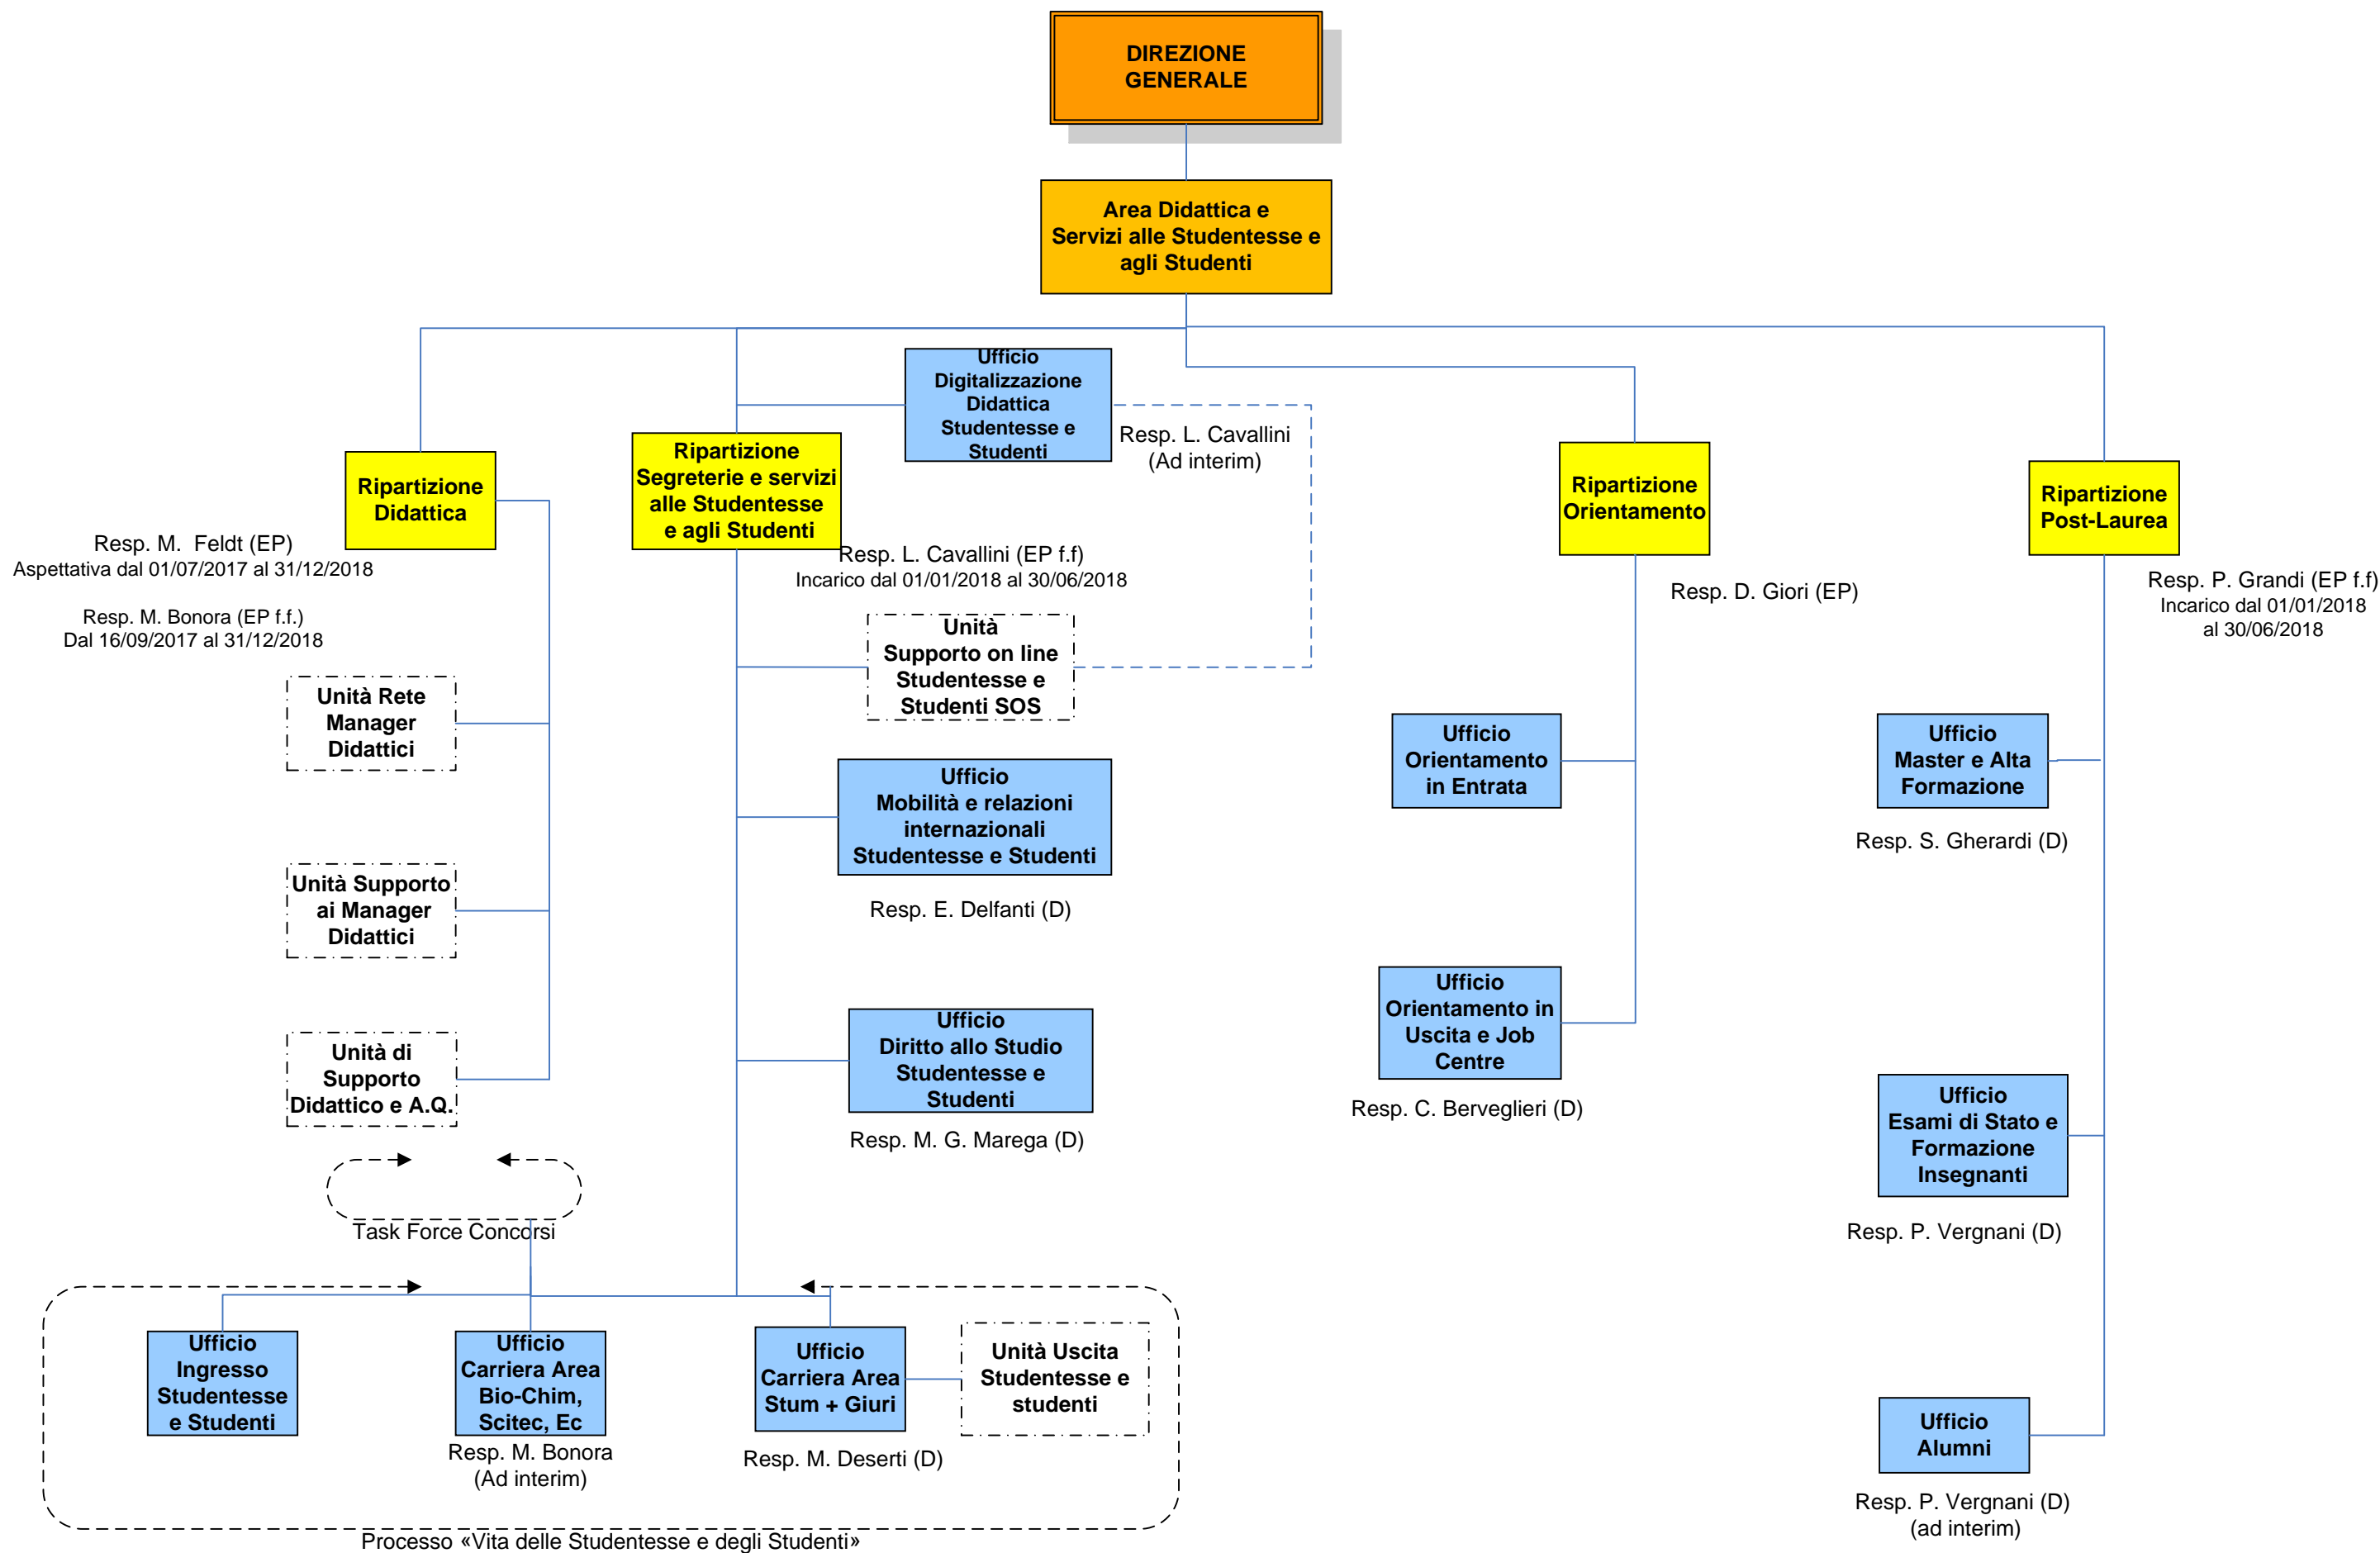 DIREZIONE
GENERALE
Area Didattica e
Servizi alle Studentesse e
agli Studenti
Ufficio
Digitalizzazione
Didattica
Studentesse e
Studenti
Resp. L. Cavallini
(Ad interim)
Ripartizione
Didattica
Resp. M.  Feldt (EP)
Aspettativa dal 01/07/2017 al 31/12/2018
Resp. M. Bonora (EP f.f.)
Dal 16/09/2017 al 31/12/2018
Unità Rete
Manager
Didattici
Unità Supporto
ai Manager
Didattici
Unità di
Supporto
Didattico e A.Q.
Ripartizione
Segreterie e servizi
alle Studentesse
e agli Studenti
Resp. L. Cavallini (EP f.f)
Incarico dal 01/01/2018 al 30/06/2018
Unità
Supporto on line
Studentesse e
Studenti SOS
Ufficio
Mobilità e relazioni
internazionali
Studentesse e Studenti
Resp. E. Delfanti (D)
Ufficio
Diritto allo Studio
Studentesse e
Studenti
Resp. M. G. Marega (D)
Ripartizione
Orientamento
Resp. D. Giori (EP)
Ufficio
Orientamento
in Entrata
Ufficio
Orientamento in
Uscita e Job
Centre
Resp. C. Berveglieri (D)
Ripartizione
Post-Laurea
Resp. P. Grandi (EP f.f)
Incarico dal 01/01/2018
al 30/06/2018
Ufficio
Master e Alta
Formazione
Resp. S. Gherardi (D)
Ufficio
Esami di Stato e
Formazione
Insegnanti
Resp. P. Vergnani (D)
Ufficio
Alumni
Resp. P. Vergnani (D)
(ad interim)
Task Force Concorsi
Ufficio
Ingresso
Studentesse
e Studenti
Ufficio
Carriera Area
Bio-Chim,
Scitec, Ec
Resp. M. Bonora
(Ad interim)
Ufficio
Carriera Area
Stum + Giuri
Resp. M. Deserti (D)
Unità Uscita
Studentesse e
studenti
Processo «Vita delle Studentesse e degli Studenti»